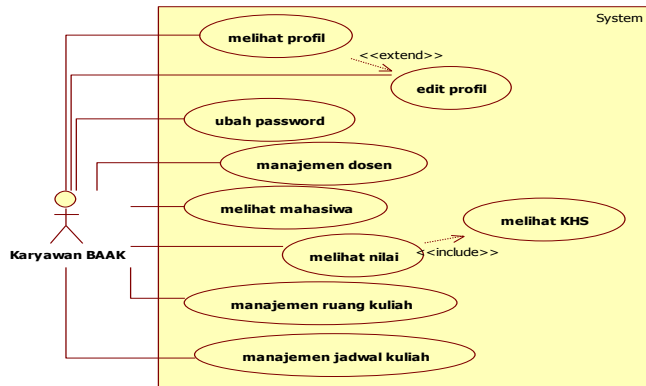 System
melihat profil
<<extend>>
edit profil
ubah password
manajemen dosen
melihat mahasiwa
melihat KHS
Karyawan BAAK
melihat nilai
<<include>>
manajemen ruang kuliah
manajemen jadwal kuliah